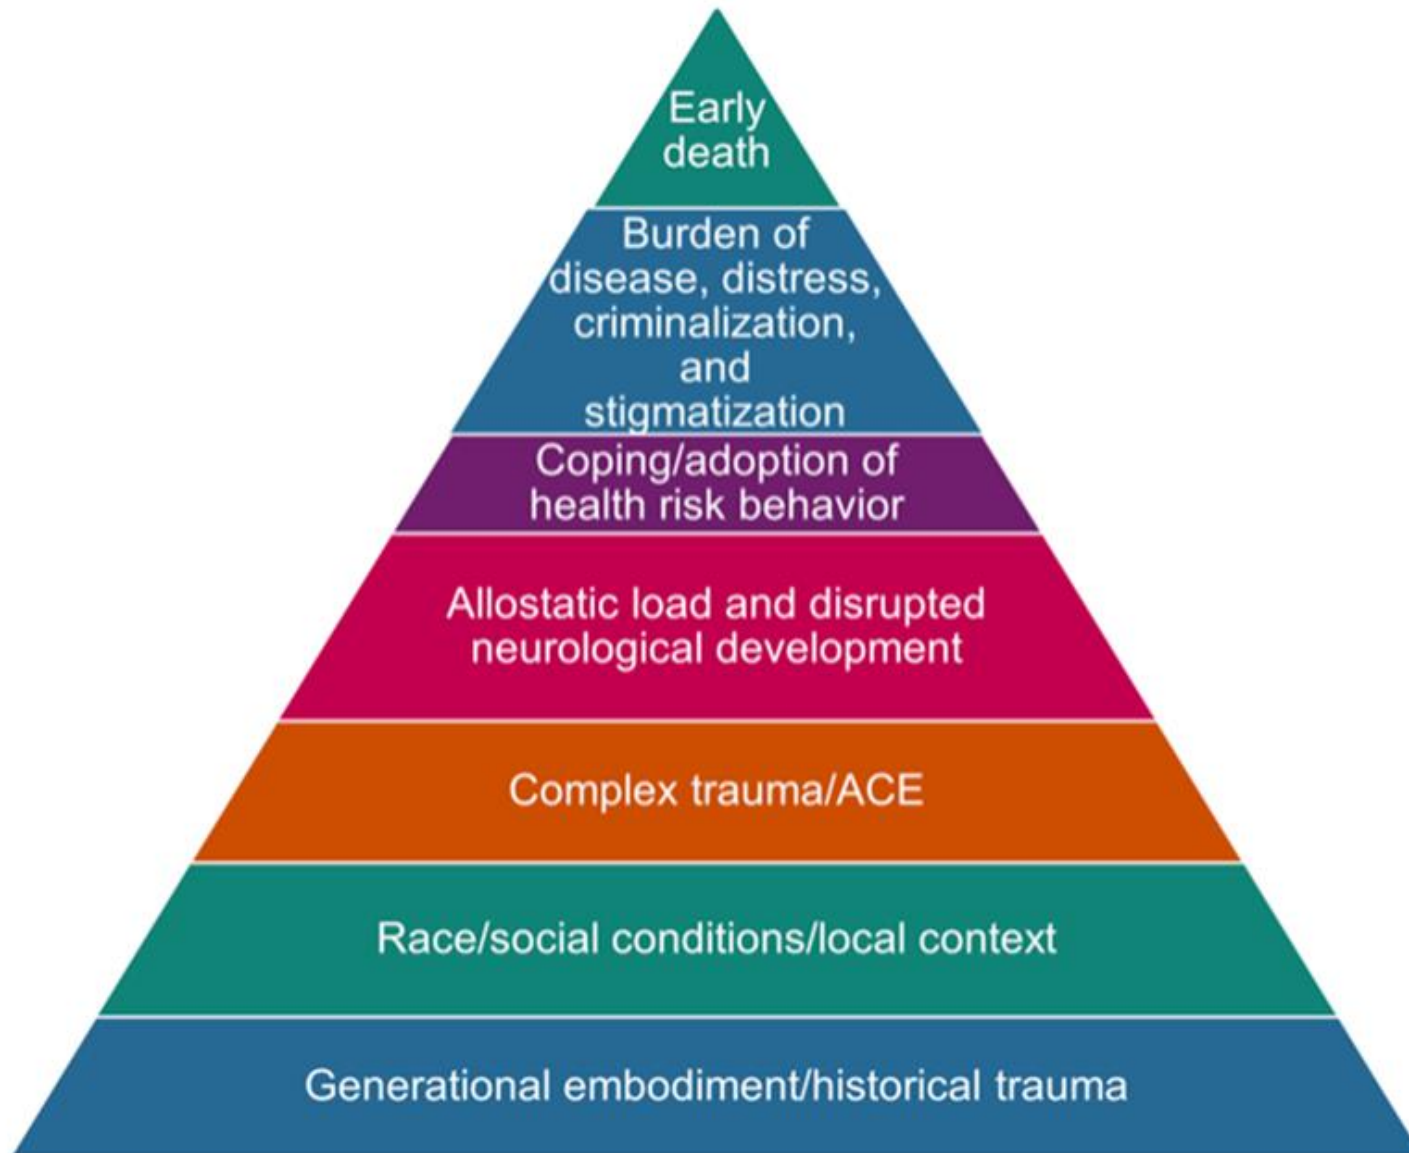 Early
death
Burden of
disease, distress,
criminalization,
and
stigmatization
Coping/adoption of
health risk behavior
Allostatic load and disrupted
neurological development
Complex trauma/ACE
Race/social conditions/local context
Generational embodiment/historical trauma